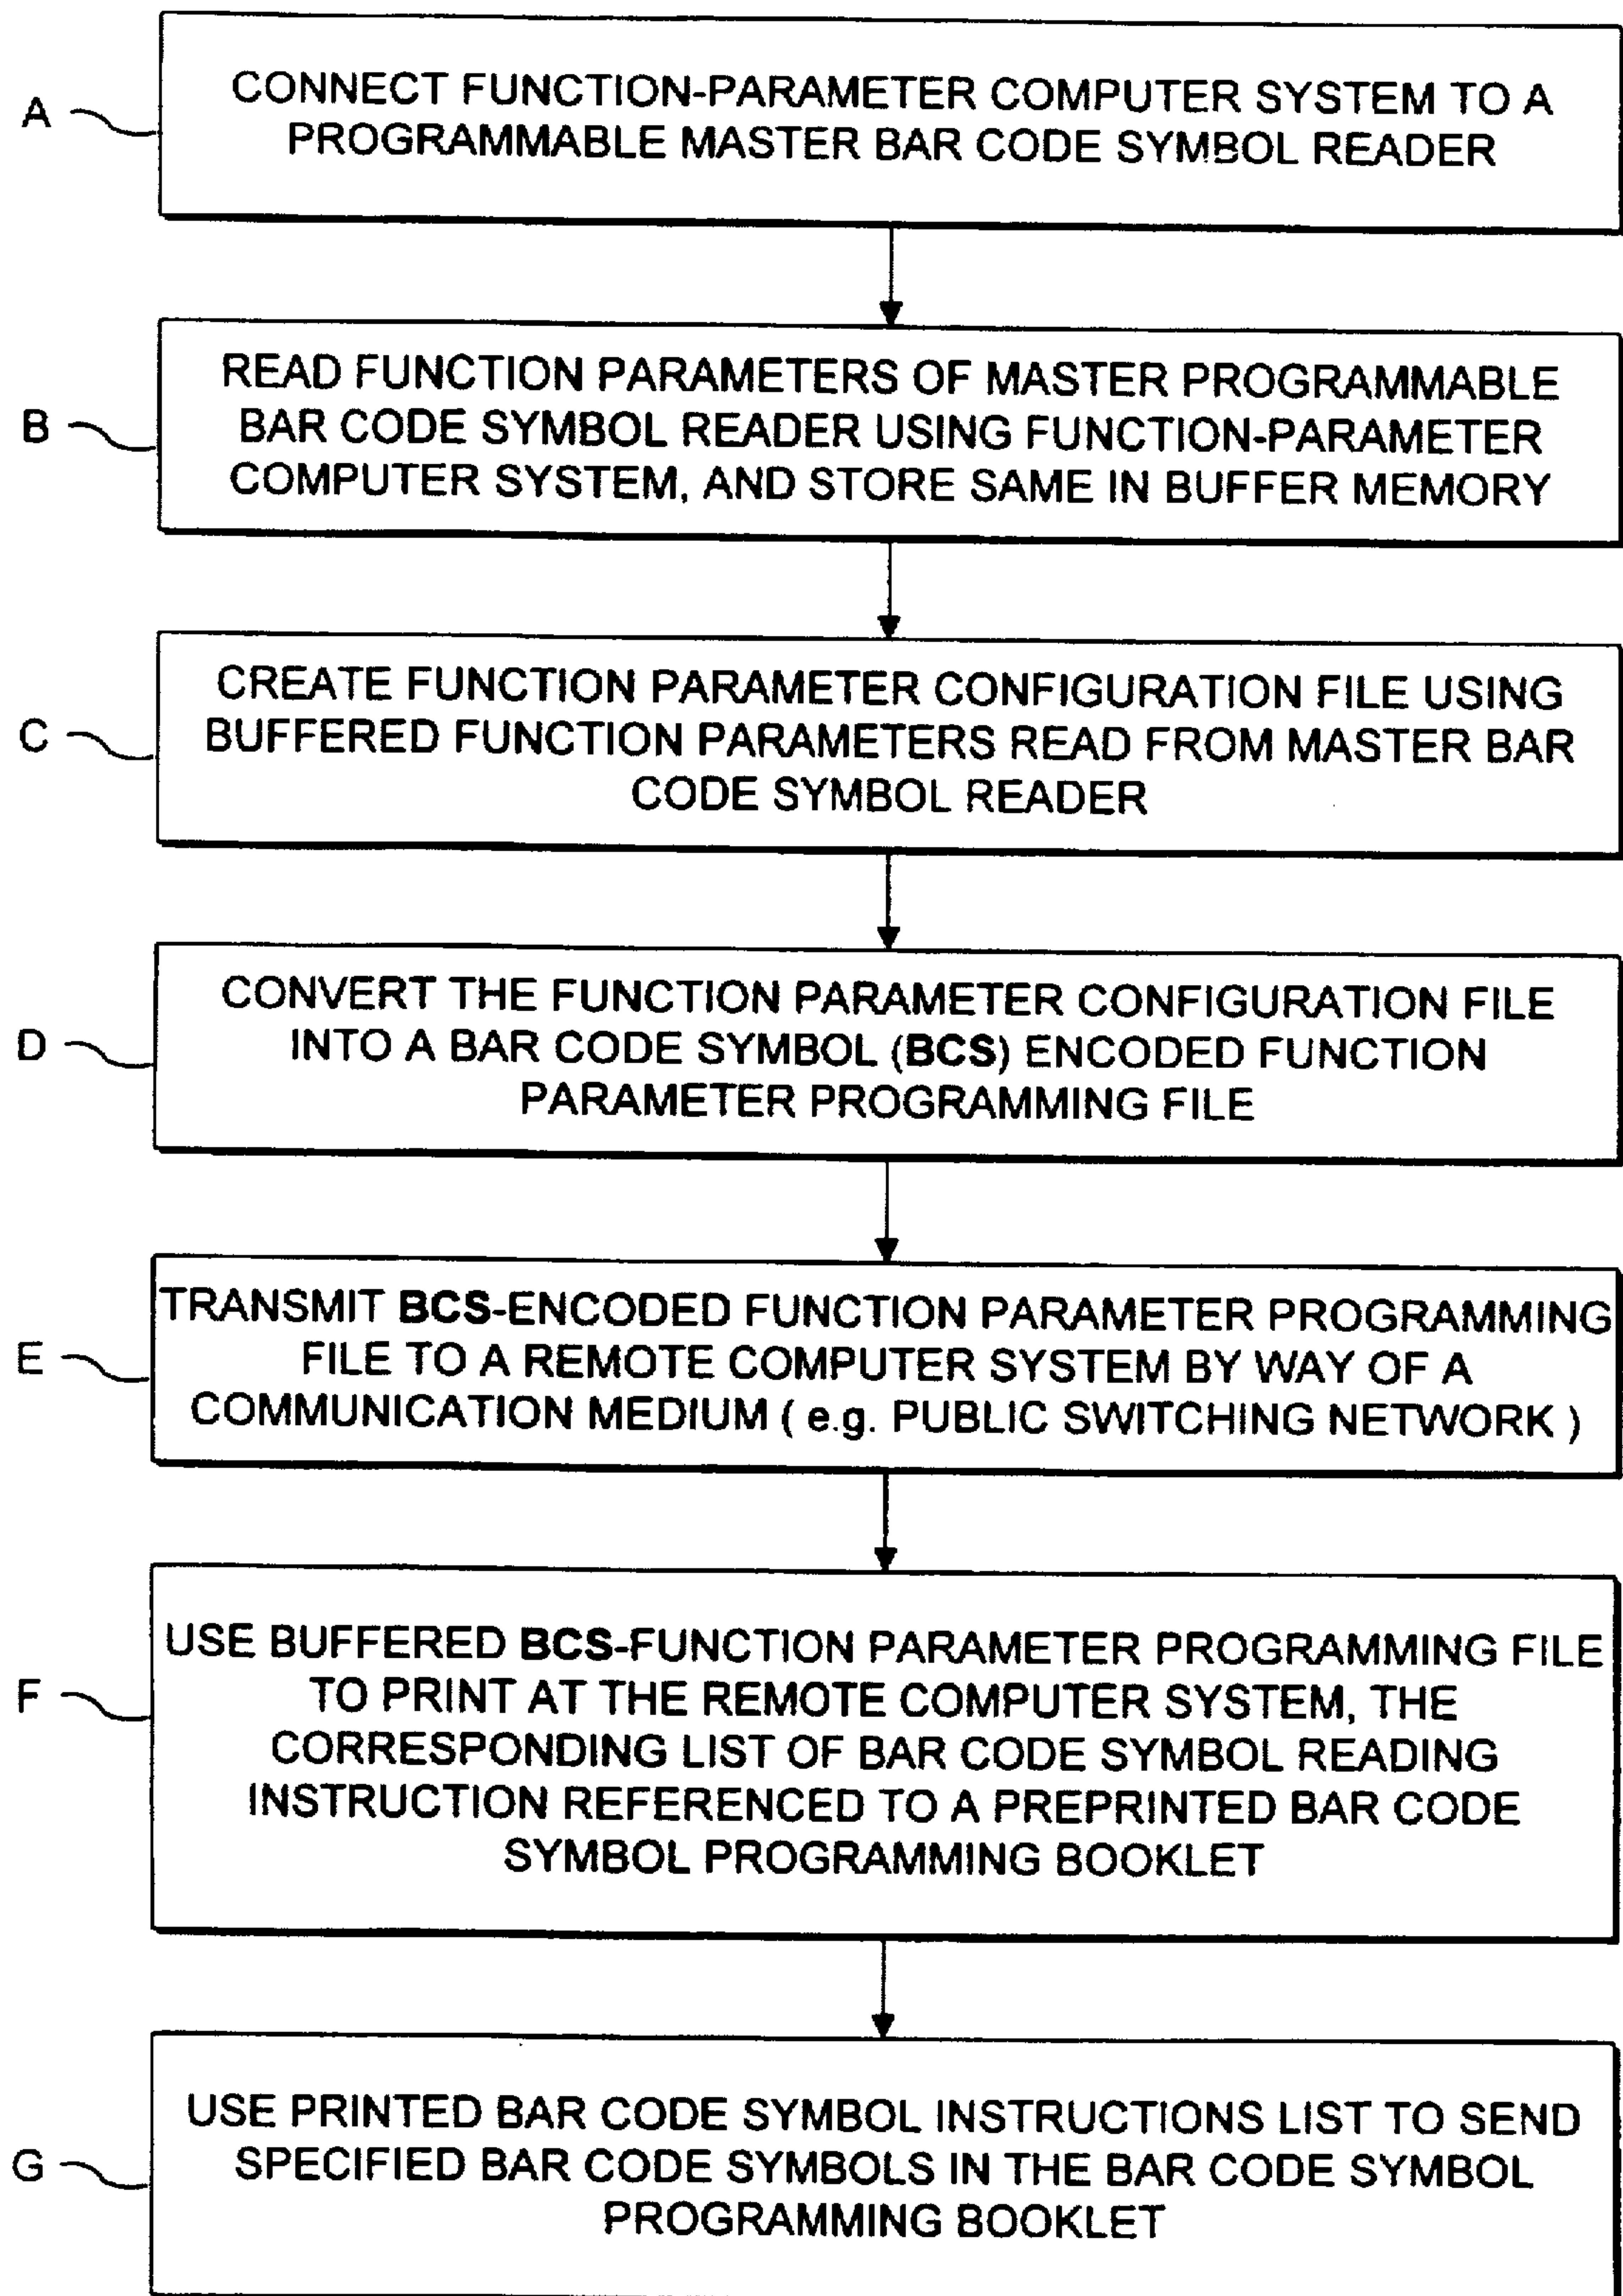 A
CONNECT FUNCTION-PARAMETER COMPUTER SYSTEM TO A
PROGRAMMABLE MASTER BAR CODE SYMBOL READER
B
READ FUNCTION PARAMETERS OF MASTER PROGRAMMABLE
BAR CODE SYMBOL READER USING FUNCTION-PARAMETER
COMPUTER SYSTEM, AND STORE SAME IN BUFFER MEMORY
C
CREATE FUNCTION PARAMETER CONFIGURATION FILE USING
BUFFERED FUNCTION PARAMETERS READ FROM MASTER BAR
CODE SYMBOL READER
D
CONVERT THE FUNCTION PARAMETER CONFIGURATION FILE
INTO A BAR CODE SYMBOL (BCS) ENCODED FUNCTION
PARAMETER PROGRAMMING FILE
E
TRANSMIT BCS-ENCODED FUNCTION PARAMETER PROGRAMMING
FILE TO A REMOTE COMPUTER SYSTEM BY WAY OF A
COMMUNICATION MEDIUM ( e.g. PUBLIC SWITCHING NETWORK )
F
USE BUFFERED BCS-FUNCTION PARAMETER PROGRAMMING FILE
TO PRINT AT THE REMOTE COMPUTER SYSTEM, THE
CORRESPONDING LIST OF BAR CODE SYMBOL READING
INSTRUCTION REFERENCED TO A PREPRINTED BAR CODE
SYMBOL PROGRAMMING BOOKLET
G
USE PRINTED BAR CODE SYMBOL INSTRUCTIONS LIST TO SEND
SPECIFIED BAR CODE SYMBOLS IN THE BAR CODE SYMBOL
PROGRAMMING BOOKLET